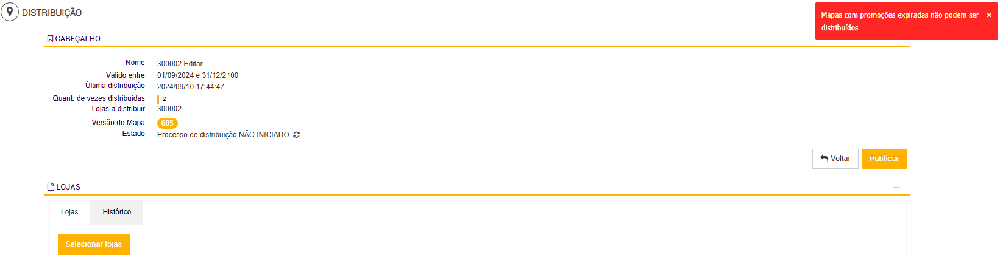 DISTRIBUIÇÃO
Mapas com promoções expiradas não podem ser ×
distribuídos
CABEÇALHO
Nome 300002 Editar
Válido entre 01/09/2024 e 31/12/2100
Última distribuição 2024/09/10 17:44:47
Quant. de vezes distribuidas 2
Lojas a distribuir 300002
Versão do Mapa 685
Estado Processo de distribuição NÃO INICIADO
Voltar Publicar
LOJAS
Lojas Histórico
Selecionar lojas